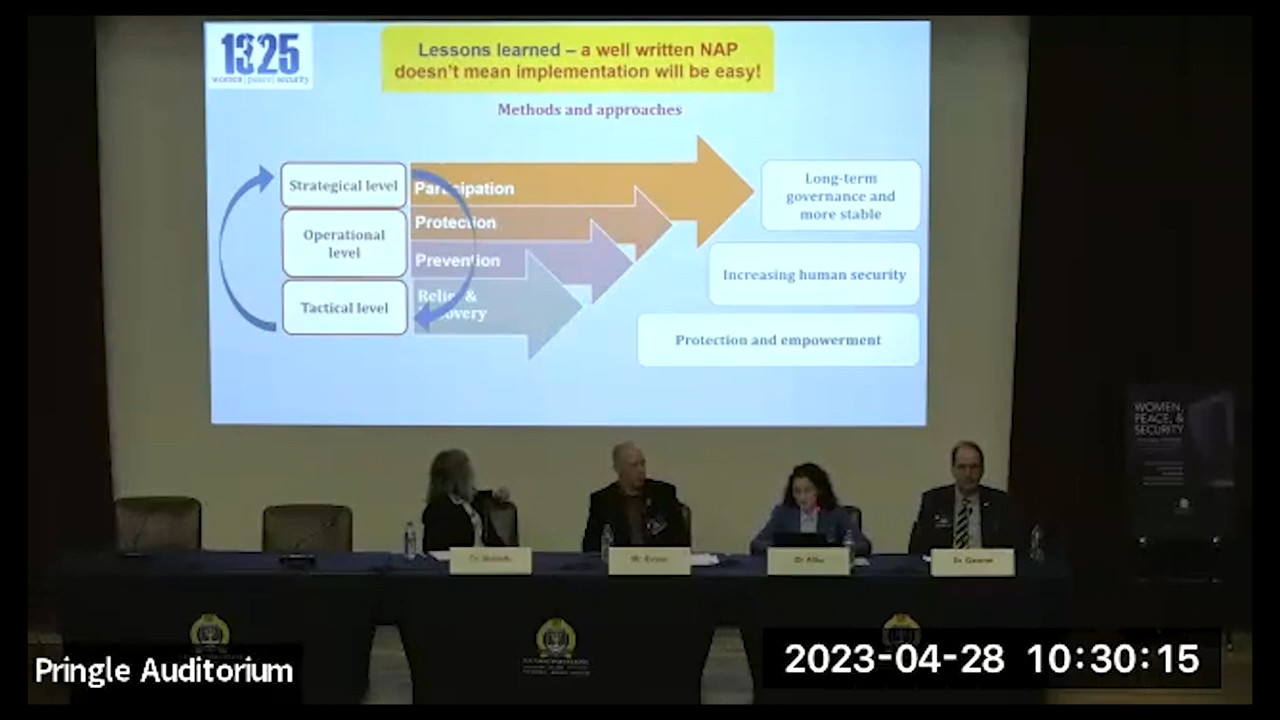 1325
women|peace|security
Lessons learned – a well written NAP
doesn't mean implementation will be easy!
Methods and approaches
Strategical level
Operational
level
Tactical level
Participation
Protection
Prevention
Relief &
Long-term
governance and
more stable
Increasing human security
Protection and empowerment
WOMEN,
PEACE, &
SECURITY
Pringle Auditorium
2023-04-28 10:30:15